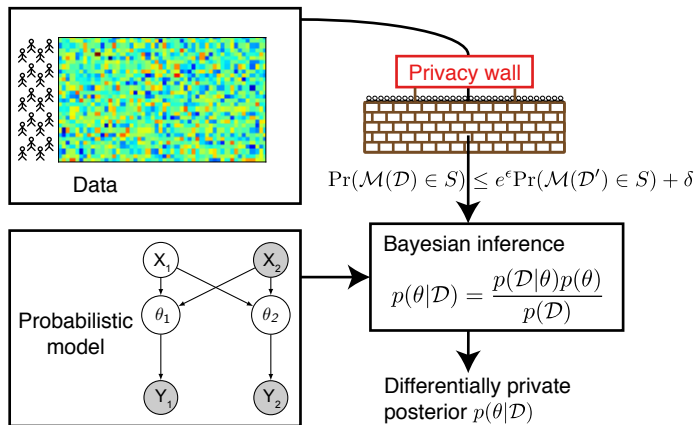 Privacy wall
Data
Pr(M(D) ∈ S) ≤ e^ϵ Pr(M(D′) ∈ S) + δ
Bayesian inference
p(θ|D) = p(D|θ)p(θ) / p(D)
X₁ X₂
θ₁ θ₂
Probabilistic
model
Y₁ Y₂
Differentially private
posterior p(θ|D)